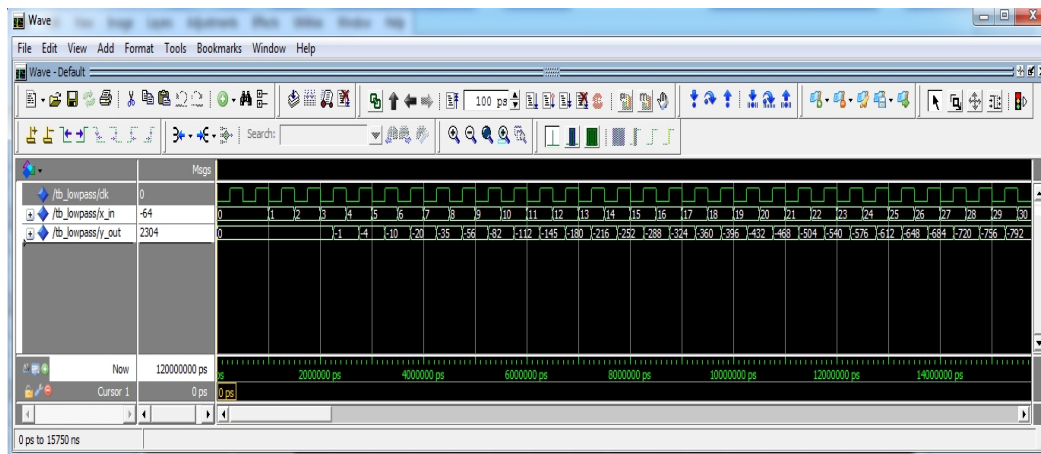 Wave
File Edit View Add Format Tools Bookmarks Window Help
Wave - Default
100 ps
Search:
Msgs
/tb_lowpass/clk 0
/tb_lowpass/x_in -64 0 1 2 3 4 5 6 7 8 9 10 11 12 13 14 15 16 17 18 19 20 21 22 23 24 25 26 27 28 29 30
/tb_lowpass/y_out 2304 0 -1 -4 -10 -20 -35 -56 -82 -112 -145 -180 -216 -252 -288 -324 -360 -396 -432 -468 -504 -540 -576 -612 -648 -684 -720 -756 -792
Now 120000000 ps ps 2000000 ps 4000000 ps 6000000 ps 8000000 ps 10000000 ps 12000000 ps 14000000 ps
Cursor 1 0 ps 0 ps
0 ps to 15750 ns